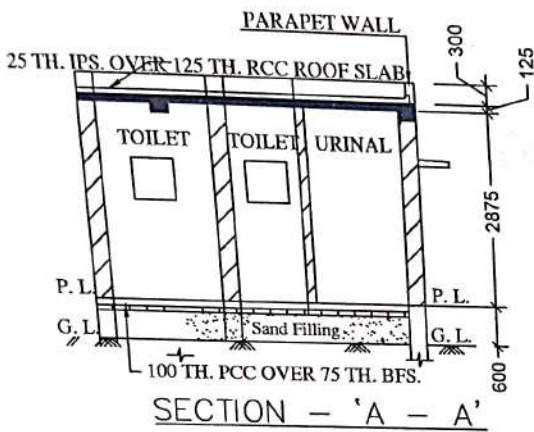 PARAPET WALL
25 TH. IPS. OVER 125 TH. RCC ROOF SLAB
300
125
TOILET TOILET URINAL
2875
P. L. P. L.
G. L. Sand Filling G. L.
600
100 TH. PCC OVER 75 TH. BFS.
SECTION - 'A - A'